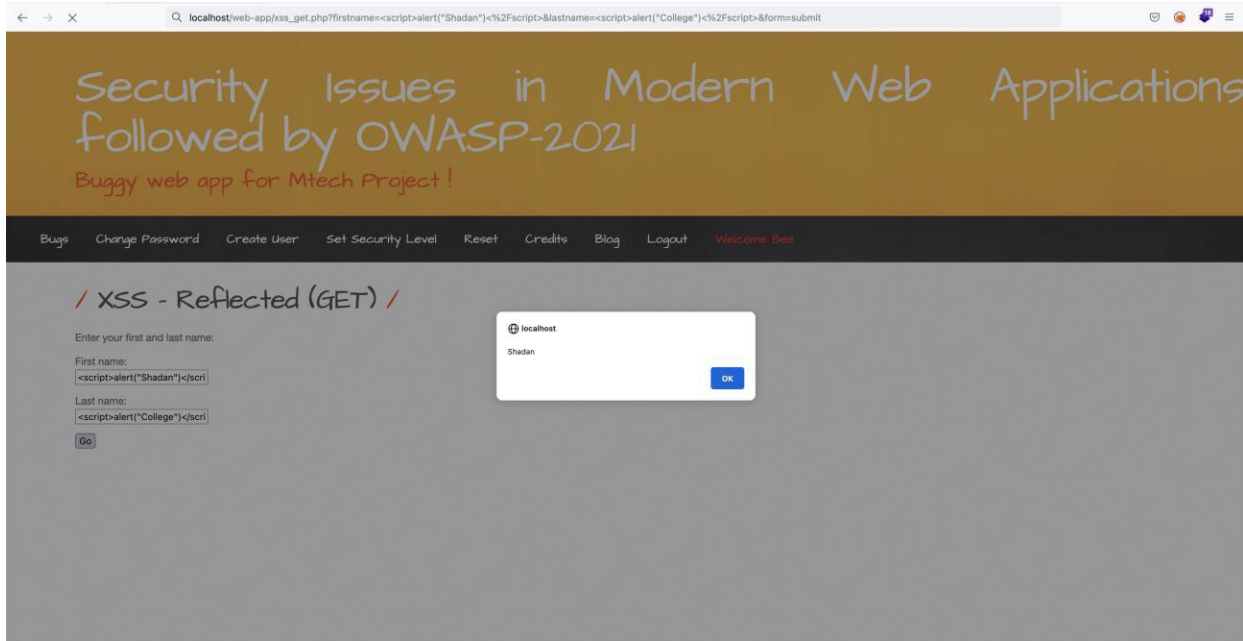 localhost/web-app/xss_get.php?firstname=<script>alert("Shadan")<%2Fscript>&lastname=<script>alert("College")<%2Fscript>&form=submit
18
Security Issues in Modern Web Applications
followed by OWASP-2021
Buggy web app for Mtech Project !
Bugs Change Password Create User Set Security Level Reset Credits Blog Logout Welcome Bee
/ XSS - Reflected (GET) /
Enter your first and last name:
First name:
<script>alert("Shadan")</scri
Last name:
<script>alert("College")</scri
Go
localhost
Shadan
OK